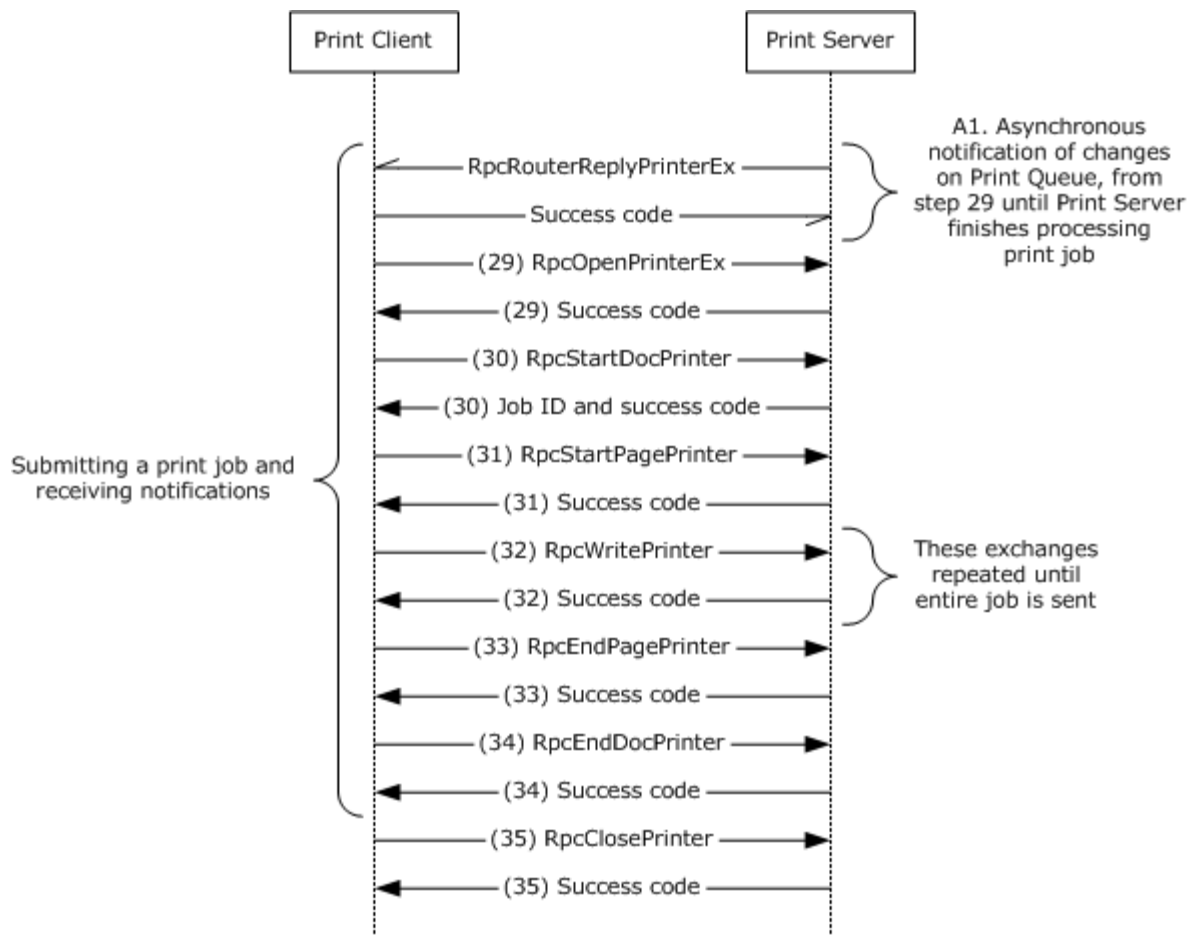 Print Client
Print Server
A1. Asynchronous
notification of changes
on Print Queue, from
step 29 until Print Server
finishes processing
print job
RpcRouterReplyPrinterEx
Success code
(29) RpcOpenPrinterEx
(29) Success code
(30) RpcStartDocPrinter
(30) Job ID and success code
(31) RpcStartPagePrinter
Submitting a print job and
receiving notifications
(31) Success code
(32) RpcWritePrinter
These exchanges
repeated until
entire job is sent
(32) Success code
(33) RpcEndPagePrinter
(33) Success code
(34) RpcEndDocPrinter
(34) Success code
(35) RpcClosePrinter
(35) Success code